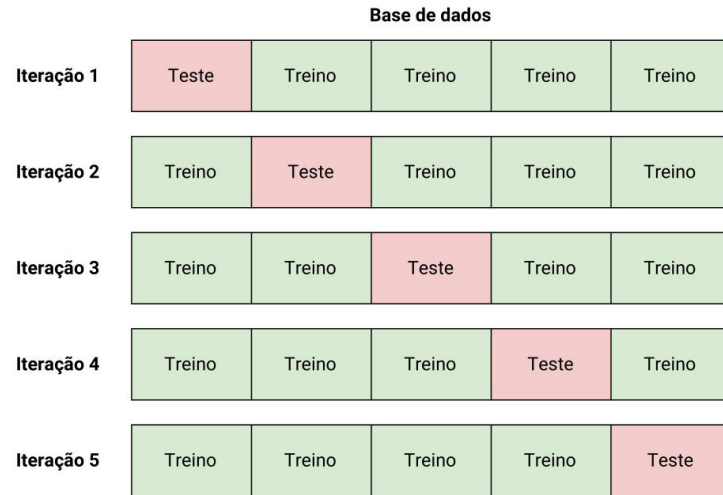 Base de dados
Iteração 1 Teste Treino Treino Treino Treino
Iteração 2 Treino Teste Treino Treino Treino
Iteração 3 Treino Treino Teste Treino Treino
Iteração 4 Treino Treino Treino Teste Treino
Iteração 5 Treino Treino Treino Treino Teste